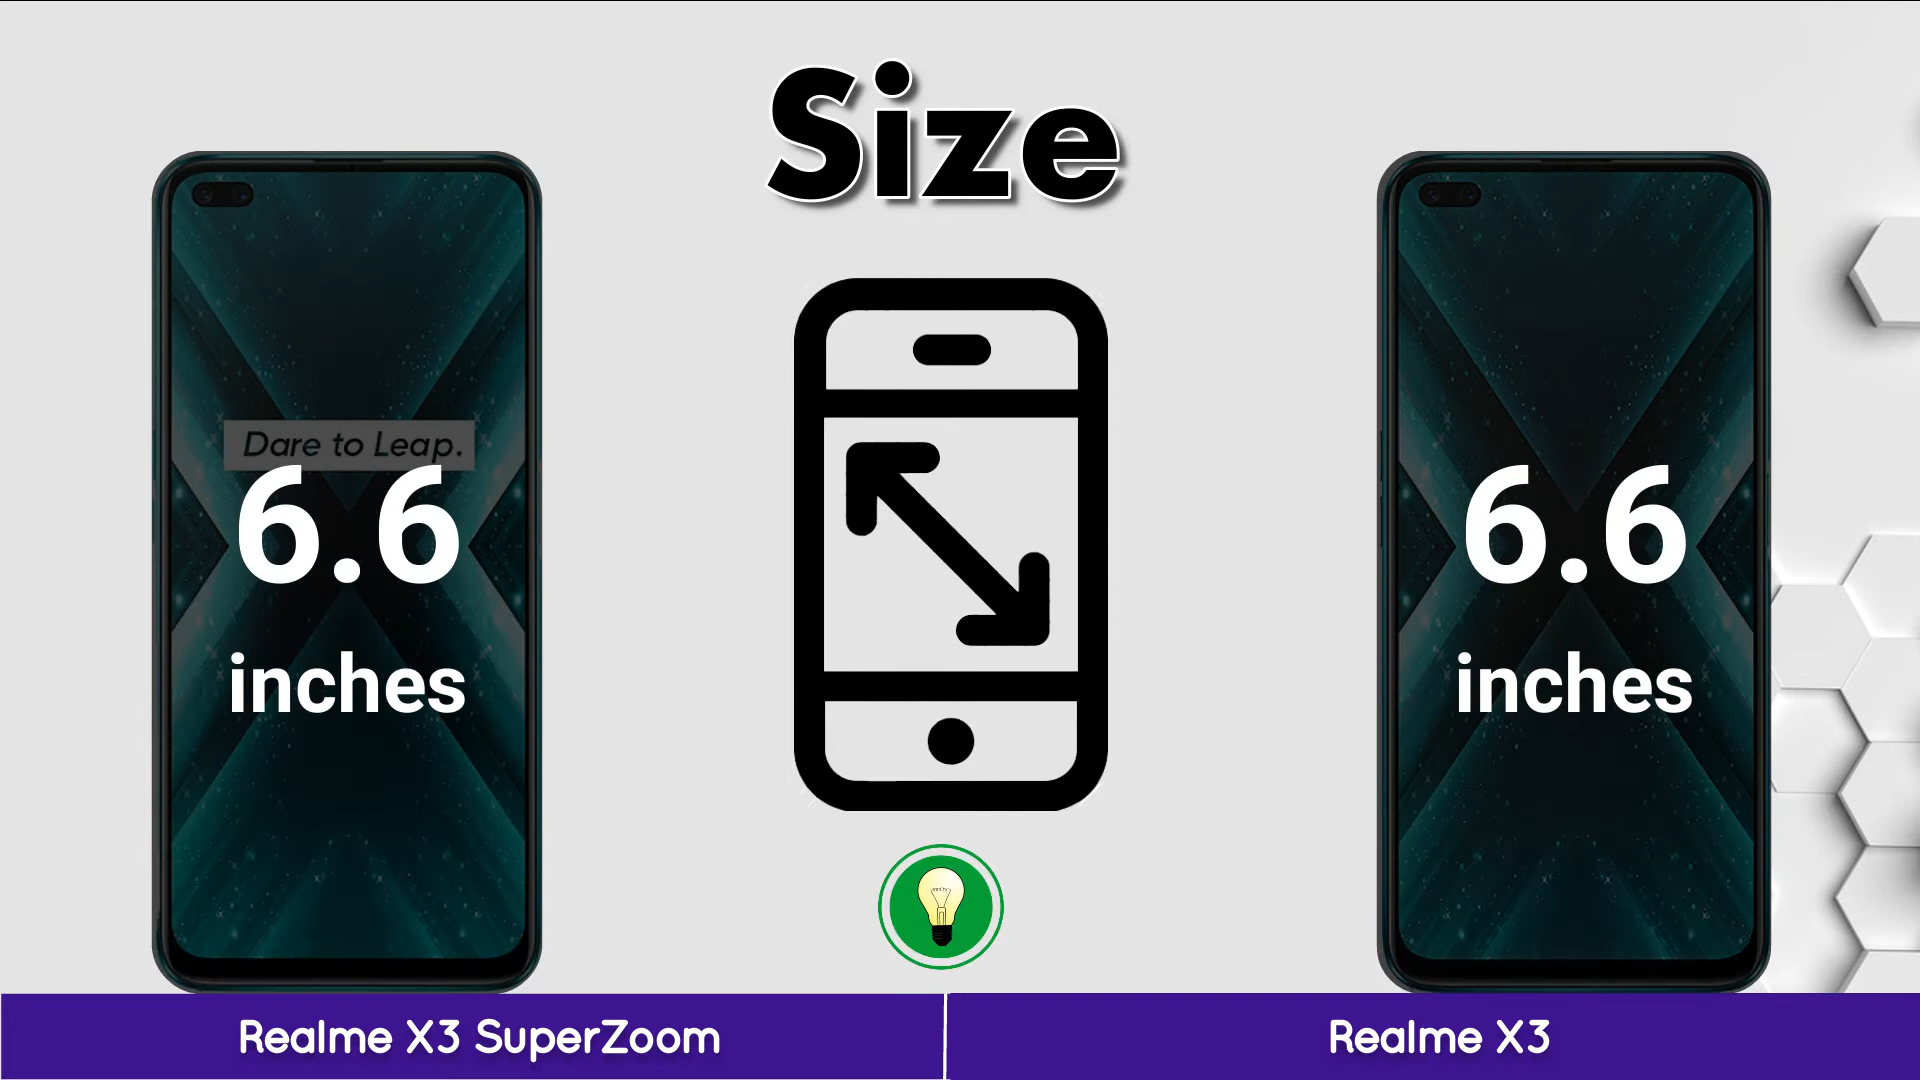 Size
Dare to Leap.
6.6
inches
6.6
inches
Realme X3 SuperZoom
Realme X3